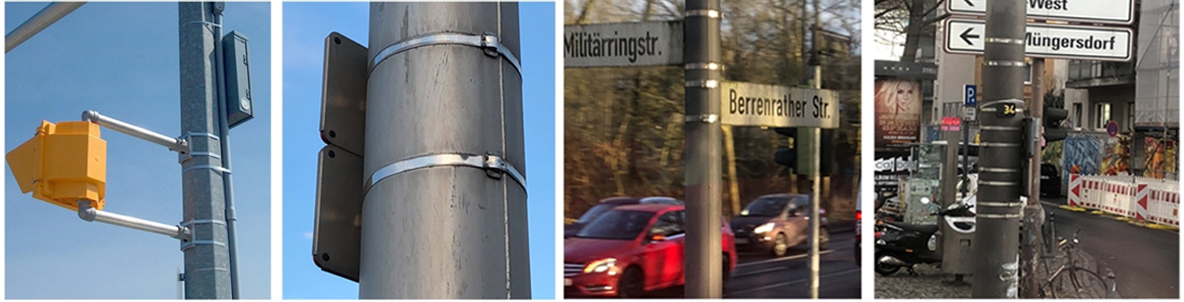 Militärringstr.
Berrenrather Str.
-West
Müngersdorf
P
34